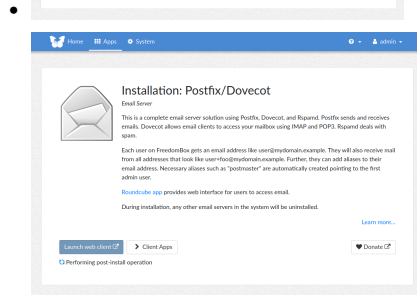 Home Apps System admin
Installation: Postfix/Dovecot
Email Server
This is a complete email server solution using Postfix, Dovecot, and Rspamd. Postfix sends and receives
emails. Dovecot allows email clients to access your mailbox using IMAP and POP3. Rspamd deals with
spam.
Each user on FreedomBox gets an email address like user@mydomain.example. They will also receive mail
from all addresses that look like user+foo@mydomain.example. Further, they can add aliases to their
email address. Necessary aliases such as "postmaster" are automatically created pointing to the first
admin user.
Roundcube app provides web interface for users to access email.
During installation, any other email servers in the system will be uninstalled.
Learn more...
Launch web client Client Apps Donate
Performing post-install operation